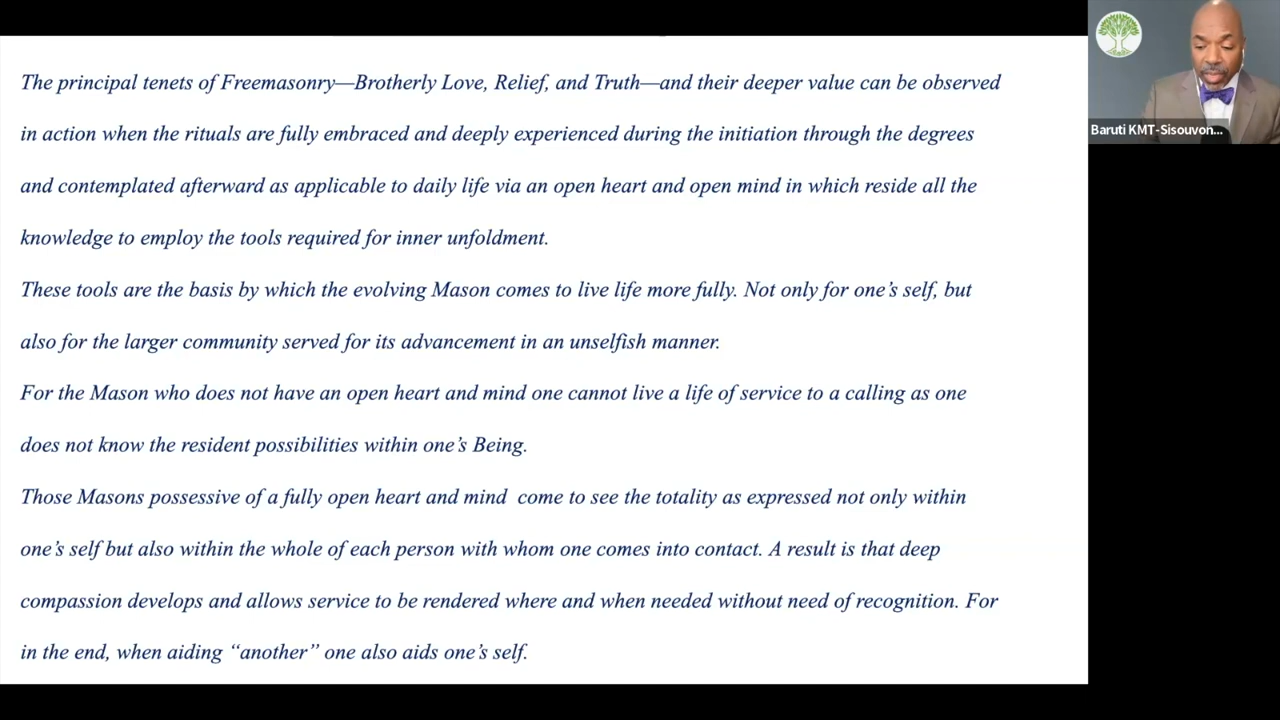 The principal tenets of Freemasonry—Brotherly Love, Relief, and Truth—and their deeper value can be observed
in action when the rituals are fully embraced and deeply experienced during the initiation through the degrees
and contemplated afterward as applicable to daily life via an open heart and open mind in which reside all the
knowledge to employ the tools required for inner unfoldment.
These tools are the basis by which the evolving Mason comes to live life more fully. Not only for one’s self, but
also for the larger community served for its advancement in an unselfish manner.
For the Mason who does not have an open heart and mind one cannot live a life of service to a calling as one
does not know the resident possibilities within one’s Being.
Those Masons possessive of a fully open heart and mind  come to see the totality as expressed not only within
one’s self but also within the whole of each person with whom one comes into contact. A result is that deep
compassion develops and allows service to be rendered where and when needed without need of recognition. For
in the end, when aiding “another” one also aids one’s self.
Baruti KMT-Sisouvon...